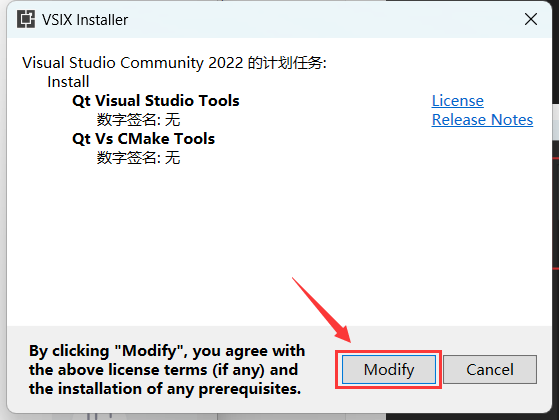 VSIX Installer
Visual Studio Community 2022 的计划任务:
Install
Qt Visual Studio Tools
License
数字签名: 无
Release Notes
Qt Vs CMake Tools
数字签名: 无
By clicking "Modify", you agree with
the above license terms (if any) and
the installation of any prerequisites.
Modify
Cancel